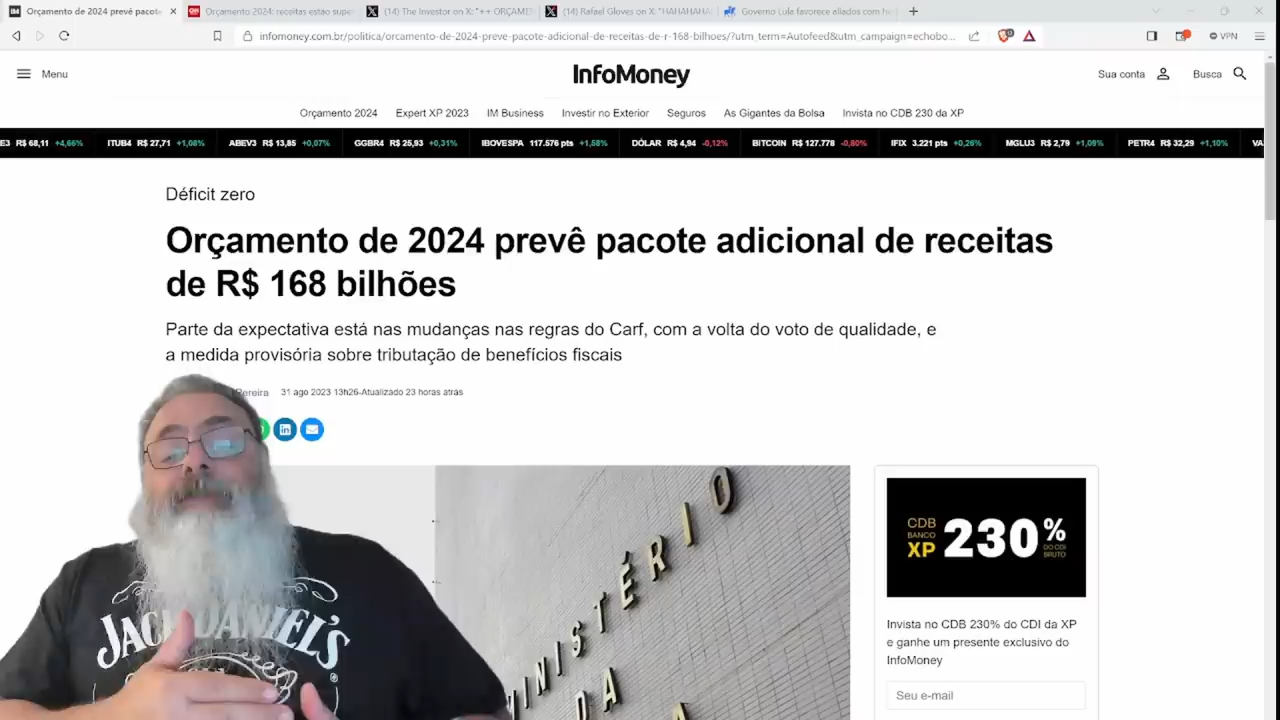 Orçamento de 2024 prevê pacote
Orçamento 2024: receitas estão super
(14) The Investor on X: "++ ORÇAME
(14) Rafael Gloves on X: "HAHAHAHA
Governo Lula favorece aliados com
infomoney.com.br/politica/orcamento-de-2024-preve-pacote-adicional-de-receitas-de-r-168-bilhoes/?utm_term=Autofeed&utm_campaign=echobo...
VPN
Menu
InfoMoney
Sua conta
Busca
Orçamento 2024 Expert XP 2023 IM Business Investir no Exterior Seguros As Gigantes da Bolsa Invista no CDB 230 da XP
E3 R$ 68,11 +4,66% ITUB4 R$ 27,71 +1,08% ABEV3 R$ 13,85 +0,07% GGBR4 R$ 25,93 +0,31% IBOVESPA 117.576 pts +1,58% DÓLAR R$ 4,94 -0,12% BITCOIN R$ 127.778 -0,80% IFIX 3.221 pts +0,26% MGLU3 R$ 2,79 +1,09% PETR4 R$ 32,29 +1,10% VA
Déficit zero
Orçamento de 2024 prevê pacote adicional de receitas
de R$ 168 bilhões
Parte da expectativa está nas mudanças nas regras do Carf, com a volta do voto de qualidade, e
a medida provisória sobre tributação de benefícios fiscais
Pereira 31 ago 2023 13h26-Atualizado 23 horas atrás
MINISTÉRIO
DA
CDB
BANCO
XP
230%
DO CDI
BRUTO
Invista no CDB 230% do CDI da XP
e ganhe um presente exclusivo do
InfoMoney
Seu e-mail
JACK DANIEL'S